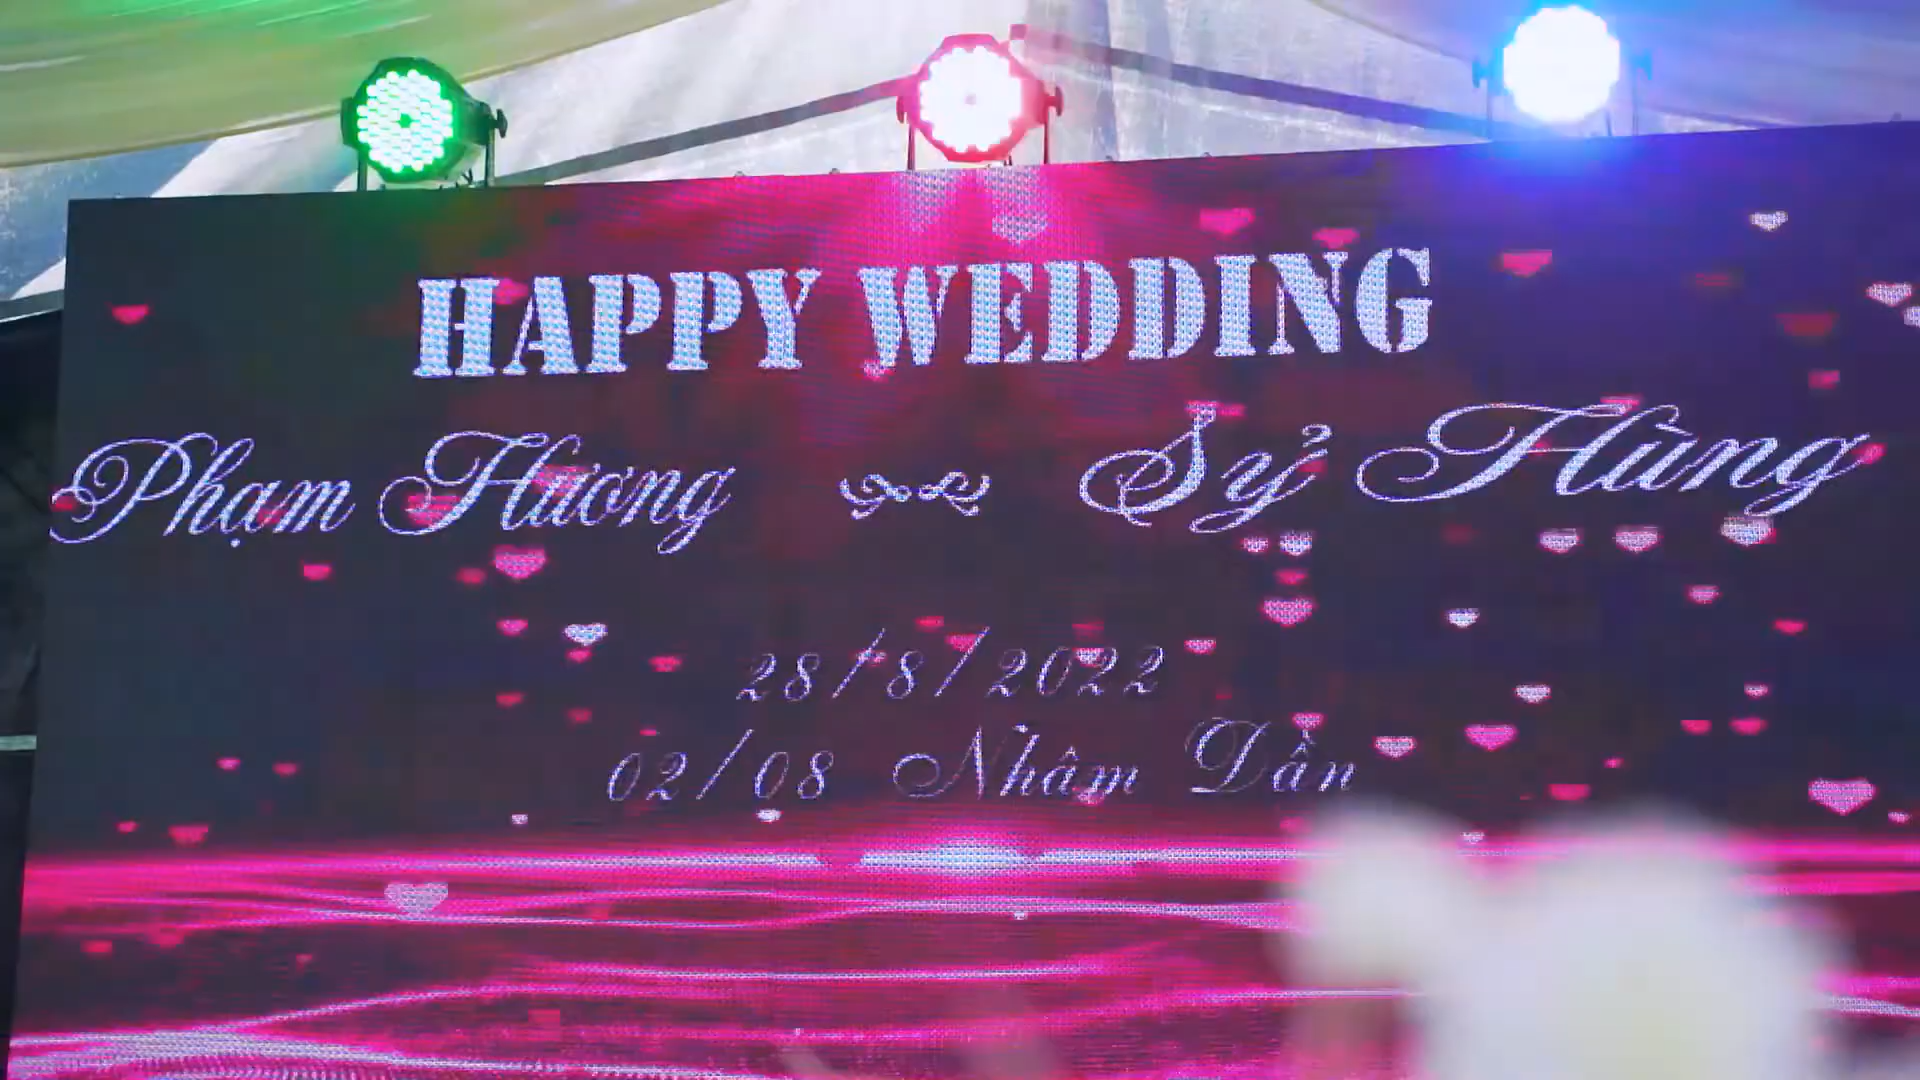 HAPPY WEDDING
Phạm Hương Sỷ Hùng
28/8/2022
02/08 Nhâm Dần